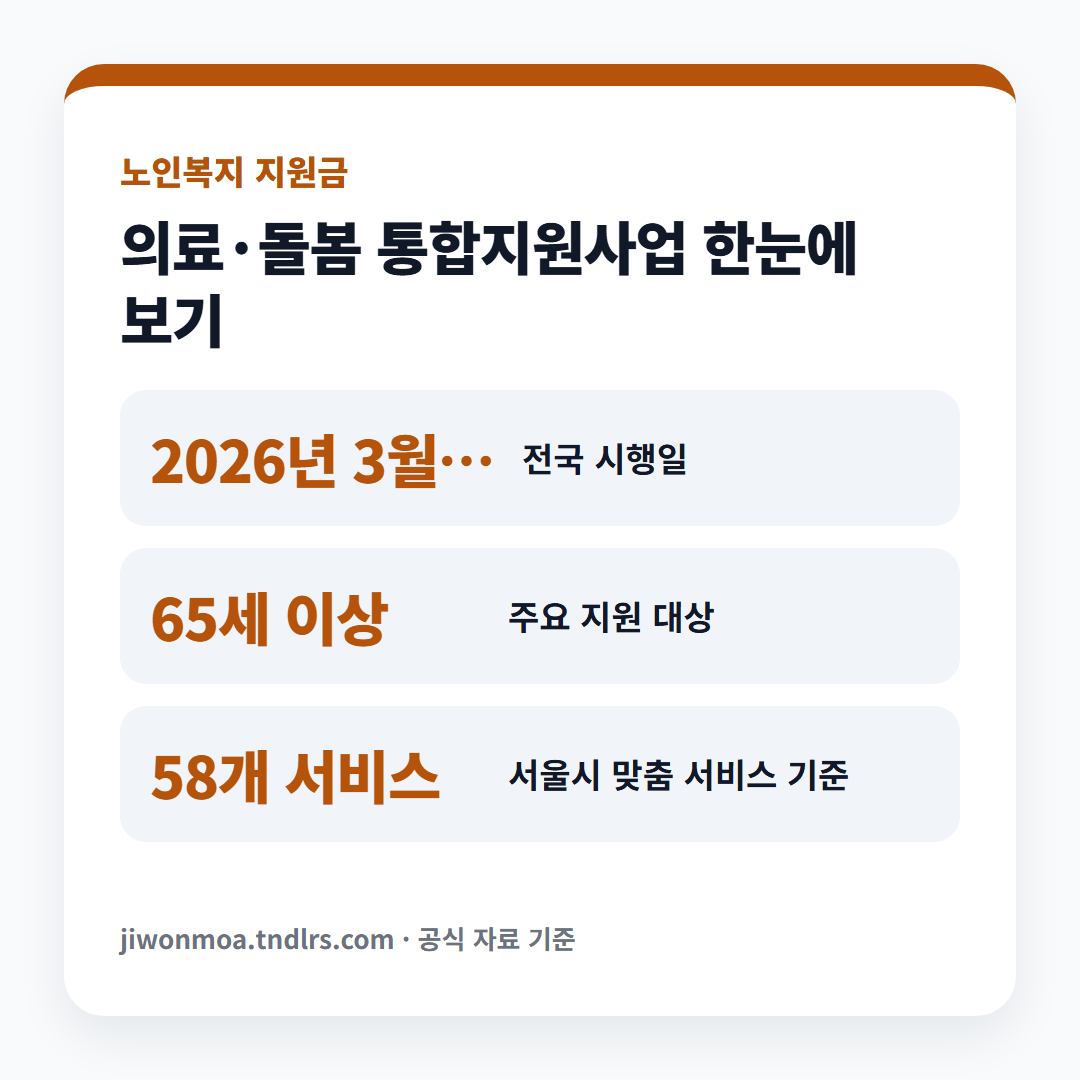 노인복지 지원금
의료·돌봄 통합지원사업 한눈에
보기
2026년 3월… 전국 시행일
65세 이상 주요 지원 대상
58개 서비스 서울시 맞춤 서비스 기준
jiwonmoa.tndlrs.com · 공식 자료 기준